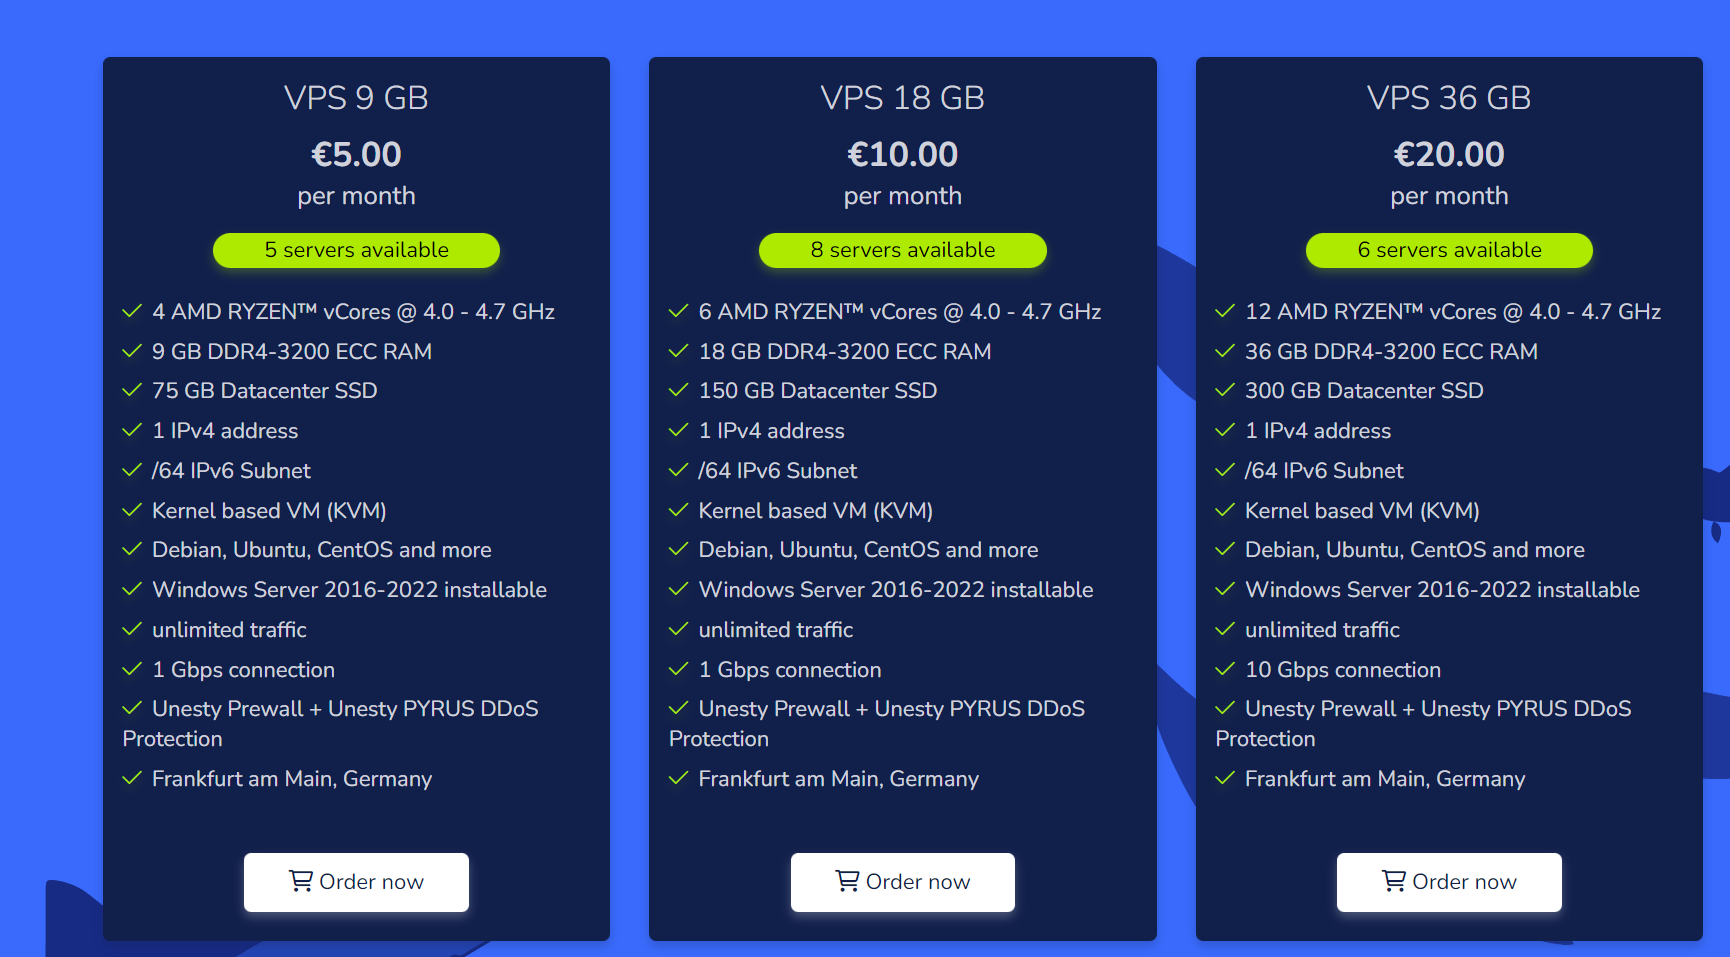 VPS 9 GB
€5.00
per month
5 servers available
4 AMD RYZEN™ vCores @ 4.0 - 4.7 GHz
9 GB DDR4-3200 ECC RAM
75 GB Datacenter SSD
1 IPv4 address
/64 IPv6 Subnet
Kernel based VM (KVM)
Debian, Ubuntu, CentOS and more
Windows Server 2016-2022 installable
unlimited traffic
1 Gbps connection
Unesty Prewall + Unesty PYRUS DDoS
Protection
Frankfurt am Main, Germany
Order now
VPS 18 GB
€10.00
per month
8 servers available
6 AMD RYZEN™ vCores @ 4.0 - 4.7 GHz
18 GB DDR4-3200 ECC RAM
150 GB Datacenter SSD
1 IPv4 address
/64 IPv6 Subnet
Kernel based VM (KVM)
Debian, Ubuntu, CentOS and more
Windows Server 2016-2022 installable
unlimited traffic
1 Gbps connection
Unesty Prewall + Unesty PYRUS DDoS
Protection
Frankfurt am Main, Germany
Order now
VPS 36 GB
€20.00
per month
6 servers available
12 AMD RYZEN™ vCores @ 4.0 - 4.7 GHz
36 GB DDR4-3200 ECC RAM
300 GB Datacenter SSD
1 IPv4 address
/64 IPv6 Subnet
Kernel based VM (KVM)
Debian, Ubuntu, CentOS and more
Windows Server 2016-2022 installable
unlimited traffic
10 Gbps connection
Unesty Prewall + Unesty PYRUS DDoS
Protection
Frankfurt am Main, Germany
Order now